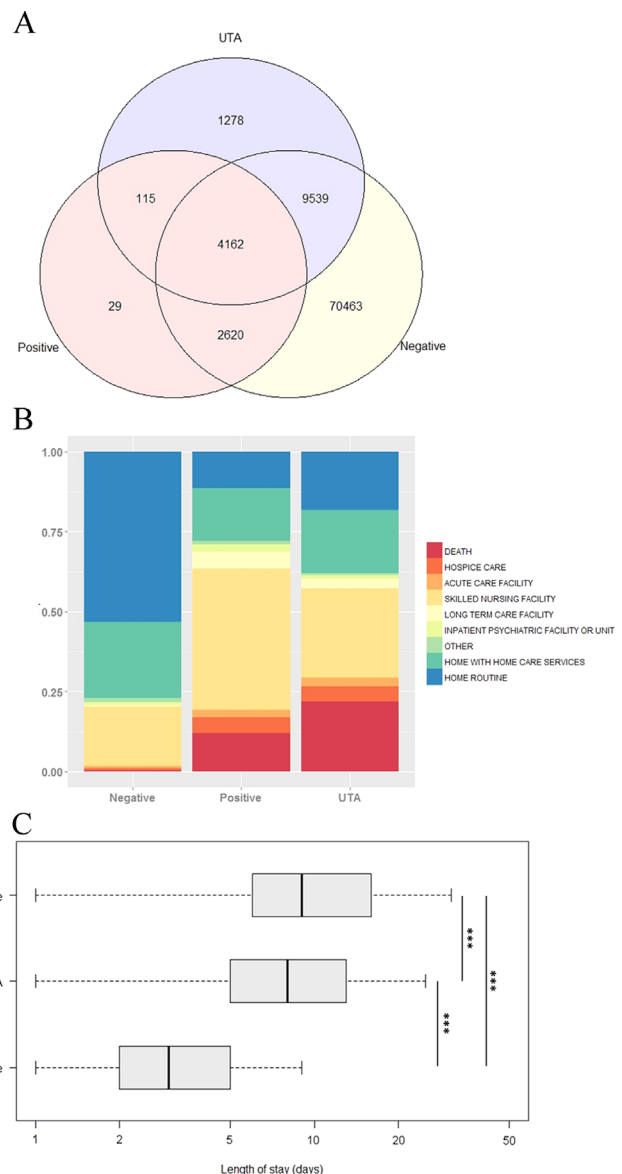 A
UTA
1278
115
9539
4162
29
70463
2620
Positive
Negative
B
1.00
0.75
0.50
0.25
0.00
Negative Positive UTA
DEATH
HOSPICE CARE
ACUTE CARE FACILITY
SKILLED NURSING FACILITY
LONG TERM CARE FACILITY
INPATIENT PSYCHIATRIC FACILITY OR UNIT
OTHER
HOME WITH HOME CARE SERVICES
HOME ROUTINE
C
***
***
***
1 2 5 10 20 50
Length of stay (days)